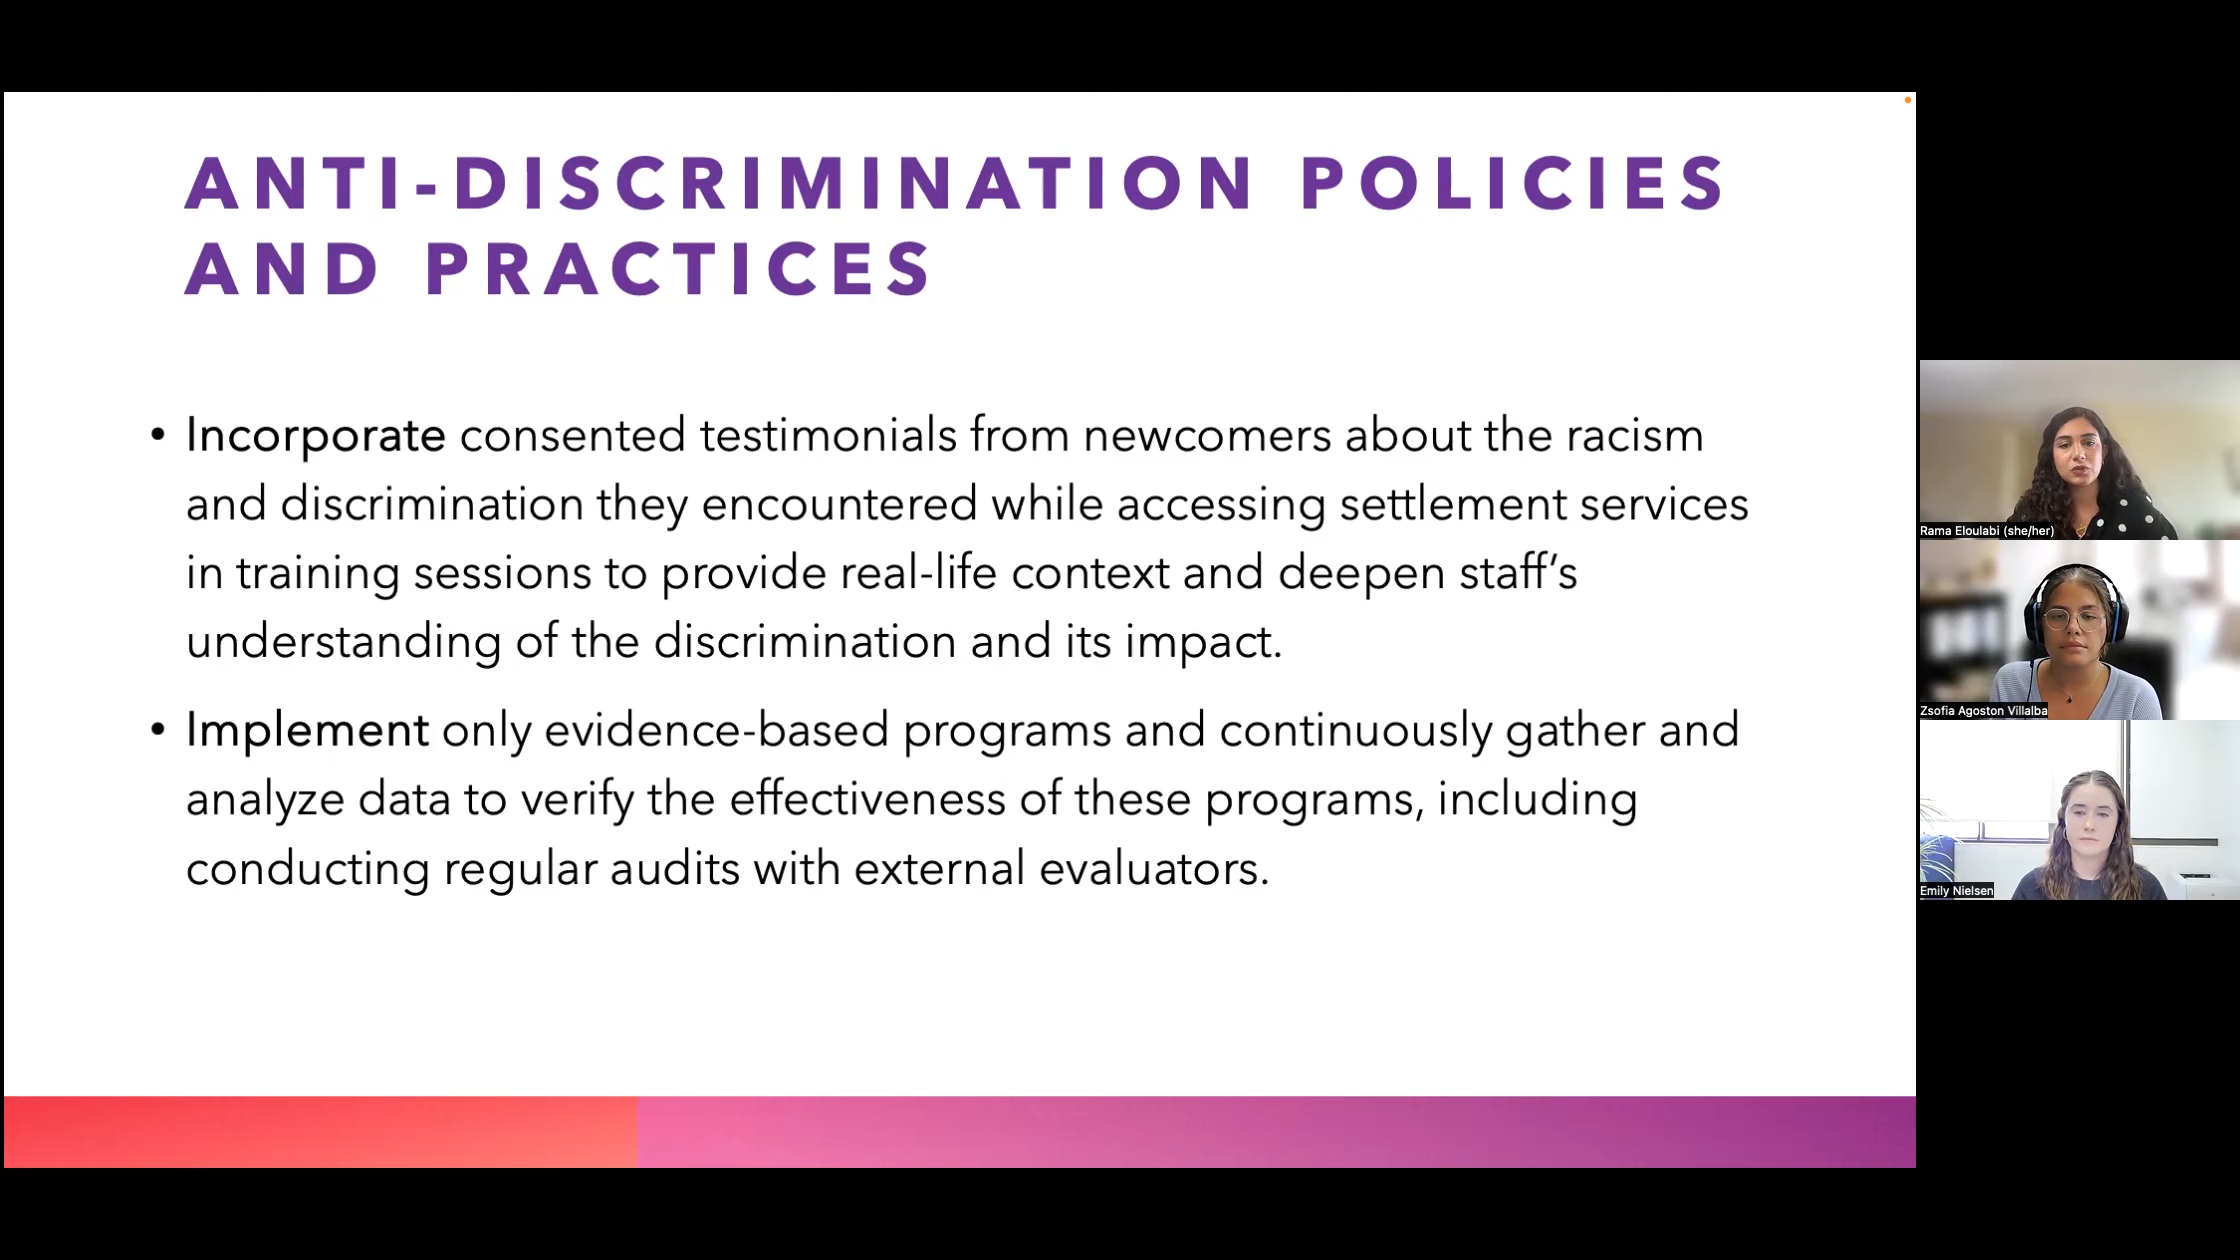 ANTI-DISCRIMINATION POLICIES
AND PRACTICES
• Incorporate consented testimonials from newcomers about the racism
and discrimination they encountered while accessing settlement services
in training sessions to provide real-life context and deepen staff’s
understanding of the discrimination and its impact.
• Implement only evidence-based programs and continuously gather and
analyze data to verify the effectiveness of these programs, including
conducting regular audits with external evaluators.
Rama Eloulabi (she/her)
Zsofia Agoston Villalba
Emily Nielsen